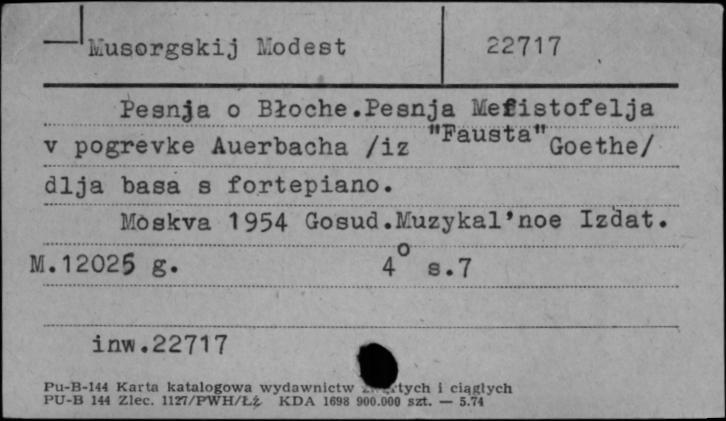 Musorgskij Modest 22717
Pesnja o Błoche.Pesnja Mefistofelja
v pogrevke Auerbacha /iz "Fausta" Goethe/
dlja basa s fortepiano.
Moskva 1954 Gosud.Muzykal'noe Izdat.
M.12025 g. 4° s.7
inw.22717
Pu-B-144 Karta katalogowa wydawnictw i ciągłych
PU-B 144 Zlec. 1127/PWH/Łż KDA 1698 900.000 szt. — 5.74